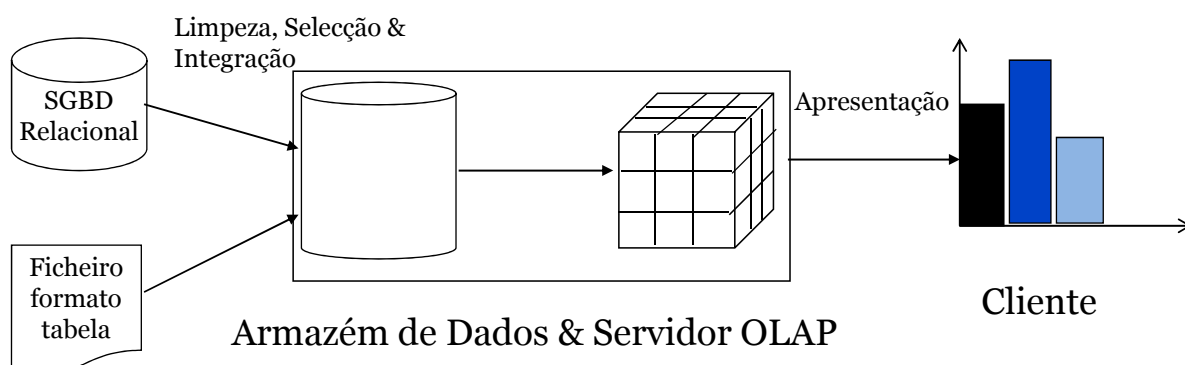 Limpeza, Selecção &
Integração
SGBD
Relacional
Ficheiro
formato
tabela
Armazém de Dados & Servidor OLAP
Apresentação
Cliente